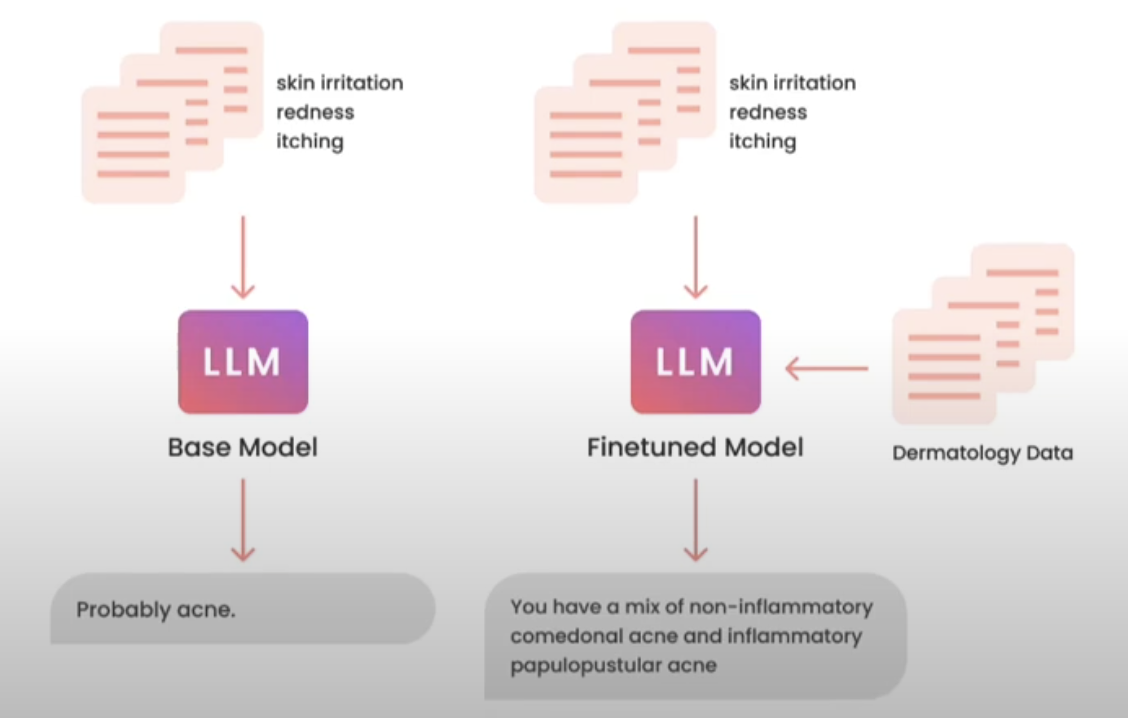 skin irritation
redness
itching
LLM
Base Model
Probably acne.
skin irritation
redness
itching
LLM
Finetuned Model
Dermatology Data
You have a mix of non-inflammatory
comedonal acne and inflammatory
papulopustular acne